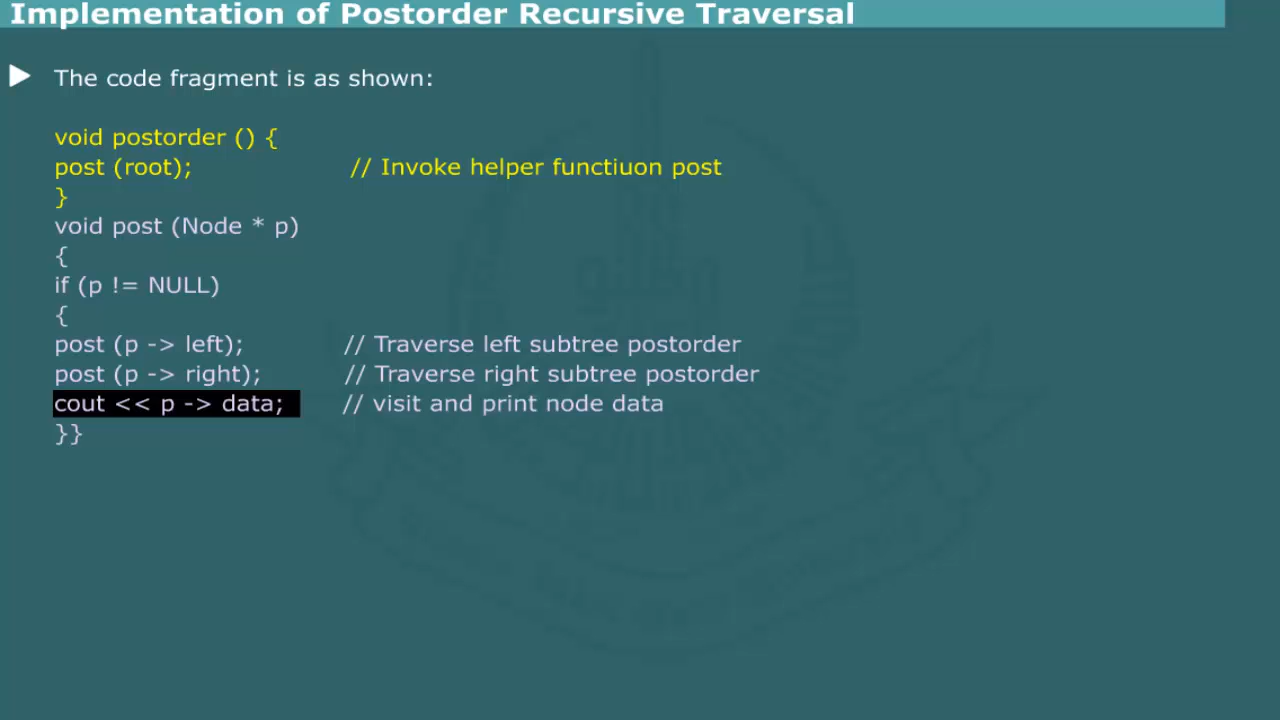 Implementation of Postorder Recursive Traversal
The code fragment is as shown:
void postorder () {
post (root); // Invoke helper functiuon post
}
void post (Node * p)
{
if (p != NULL)
{
post (p -> left); // Traverse left subtree postorder
post (p -> right); // Traverse right subtree postorder
cout << p -> data; // visit and print node data
}}